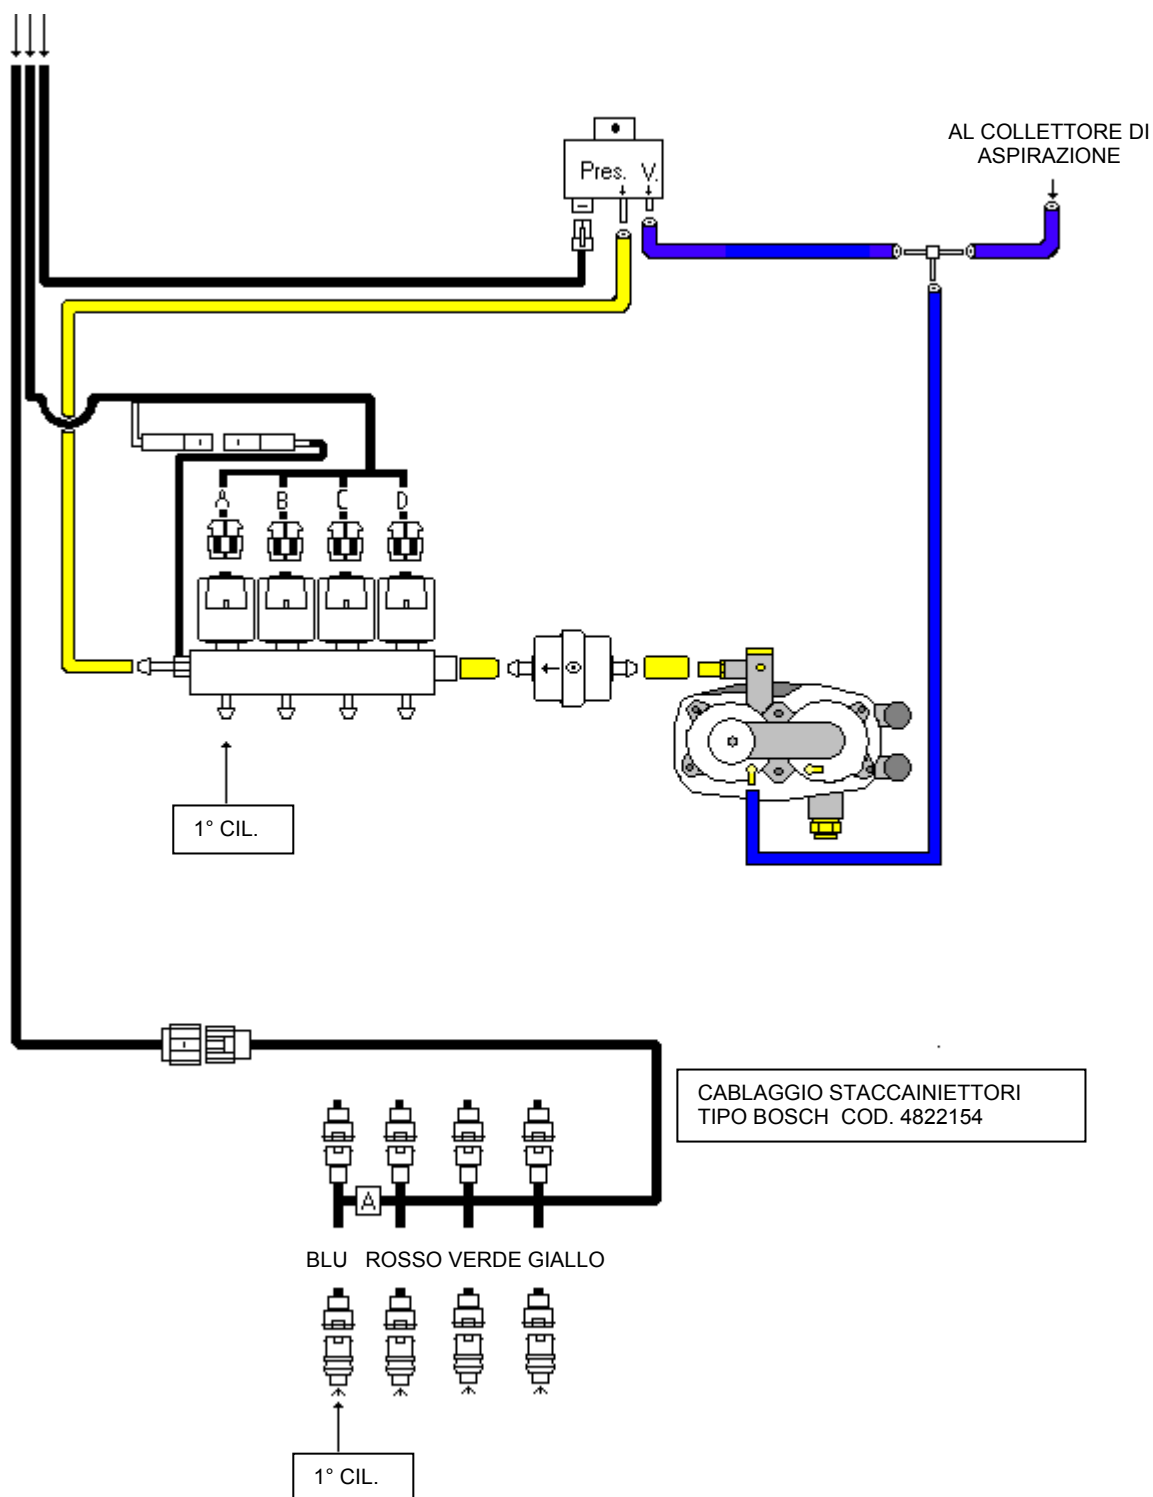 AL COLLETTORE DI
ASPIRAZIONE
Pres. V.
A B C D
1° CIL.
CABLAGGIO STACCAINIETTORI
TIPO BOSCH COD. 4822154
A
BLU ROSSO VERDE GIALLO
1° CIL.